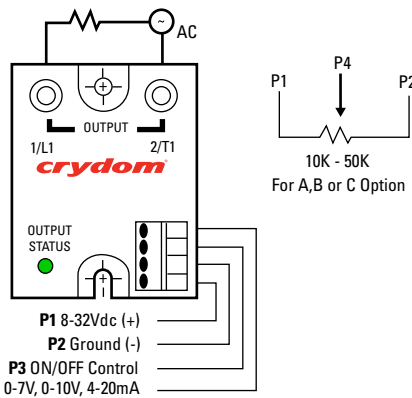 ~
AC
OUTPUT
1/L1
2/T1
crydom
OUTPUT
STATUS
P1 8-32Vdc (+)
P2 Ground (-)
P3 ON/OFF Control
0-7V, 0-10V, 4-20mA
P1
P4
P2
10K - 50K
For A,B or C Option